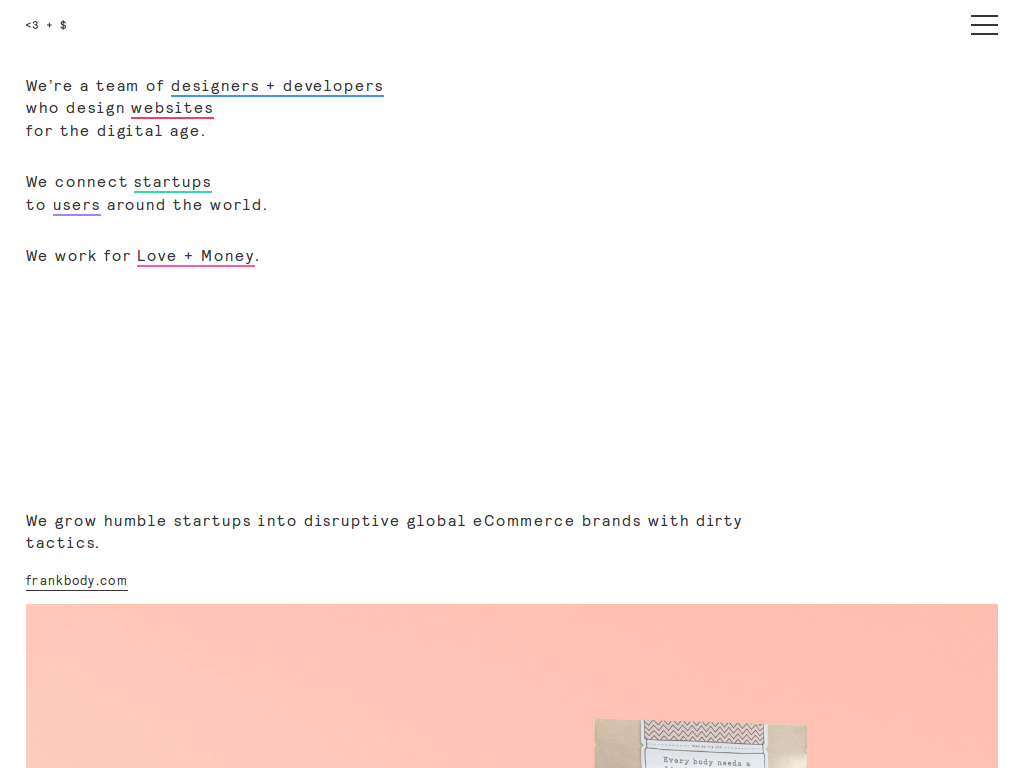 <3 + $
We're a team of designers + developers
who design websites
for the digital age.
We connect startups
to users around the world.
We work for Love + Money.
We grow humble startups into disruptive global eCommerce brands with dirty
tactics.
frankbody.com
Every body needs a